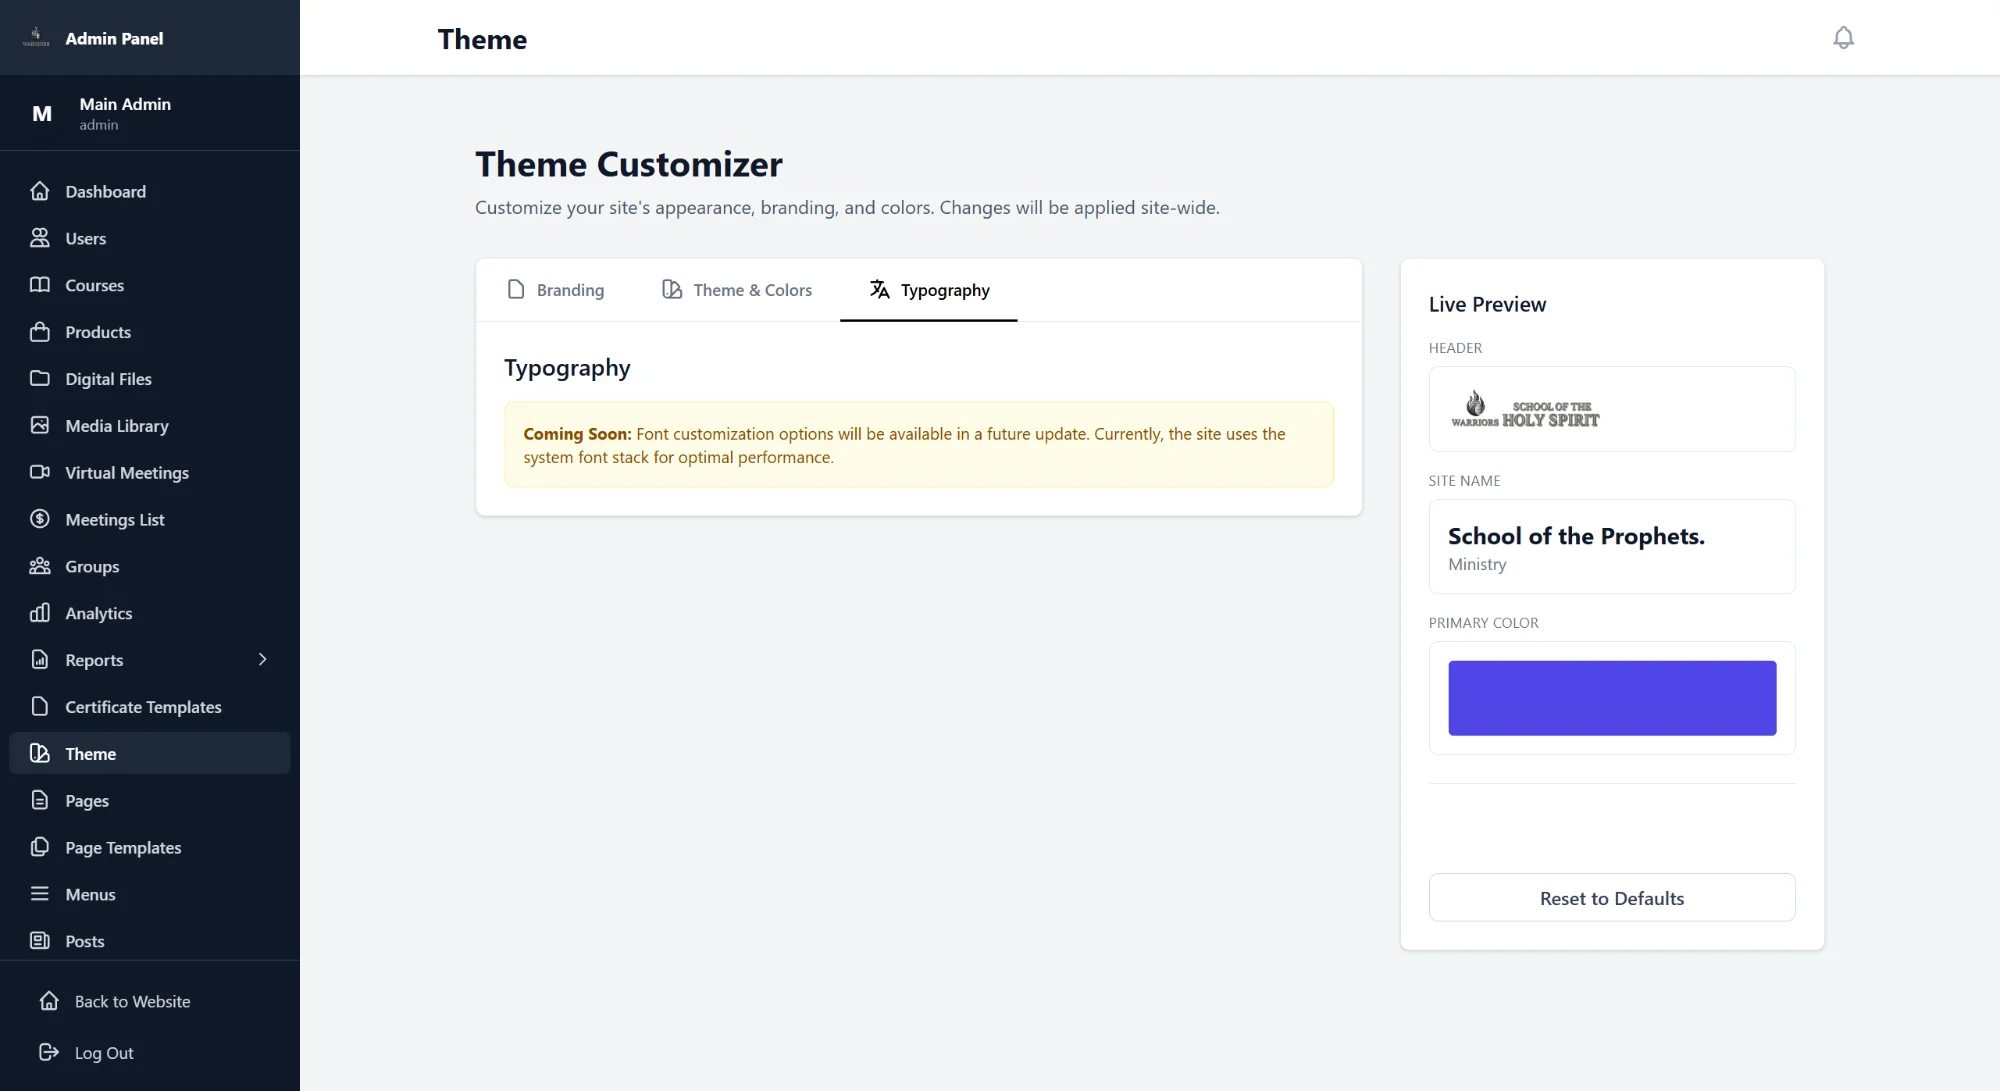 WARRIORS
Admin Panel
M
Main Admin
admin
Dashboard
Users
Courses
Products
Digital Files
Media Library
Virtual Meetings
Meetings List
Groups
Analytics
Reports
Certificate Templates
Theme
Pages
Page Templates
Menus
Posts
Back to Website
Log Out
Theme
Theme Customizer
Customize your site's appearance, branding, and colors. Changes will be applied site-wide.
Branding
Theme & Colors
Typography
Typography
Coming Soon: Font customization options will be available in a future update. Currently, the site uses the
system font stack for optimal performance.
Live Preview
HEADER
WARRIORS
SCHOOL OF THE
HOLY SPIRIT
SITE NAME
School of the Prophets.
Ministry
PRIMARY COLOR
Reset to Defaults